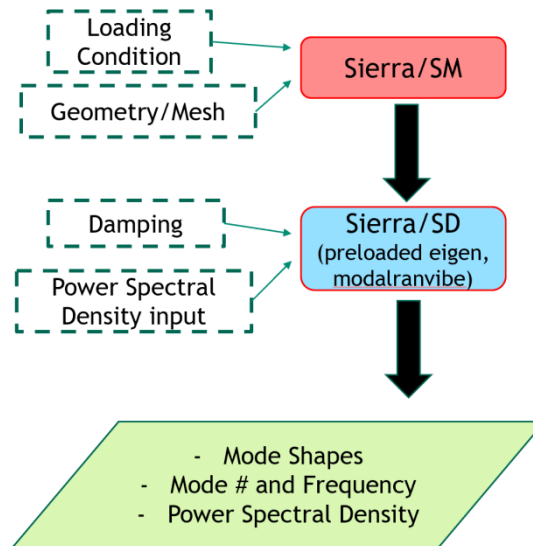 Loading
Condition
Sierra/SM
Geometry/Mesh
Damping
Sierra/SD
(preloaded eigen,
modalranvibe)
Power Spectral
Density input
- Mode Shapes
- Mode # and Frequency
- Power Spectral Density